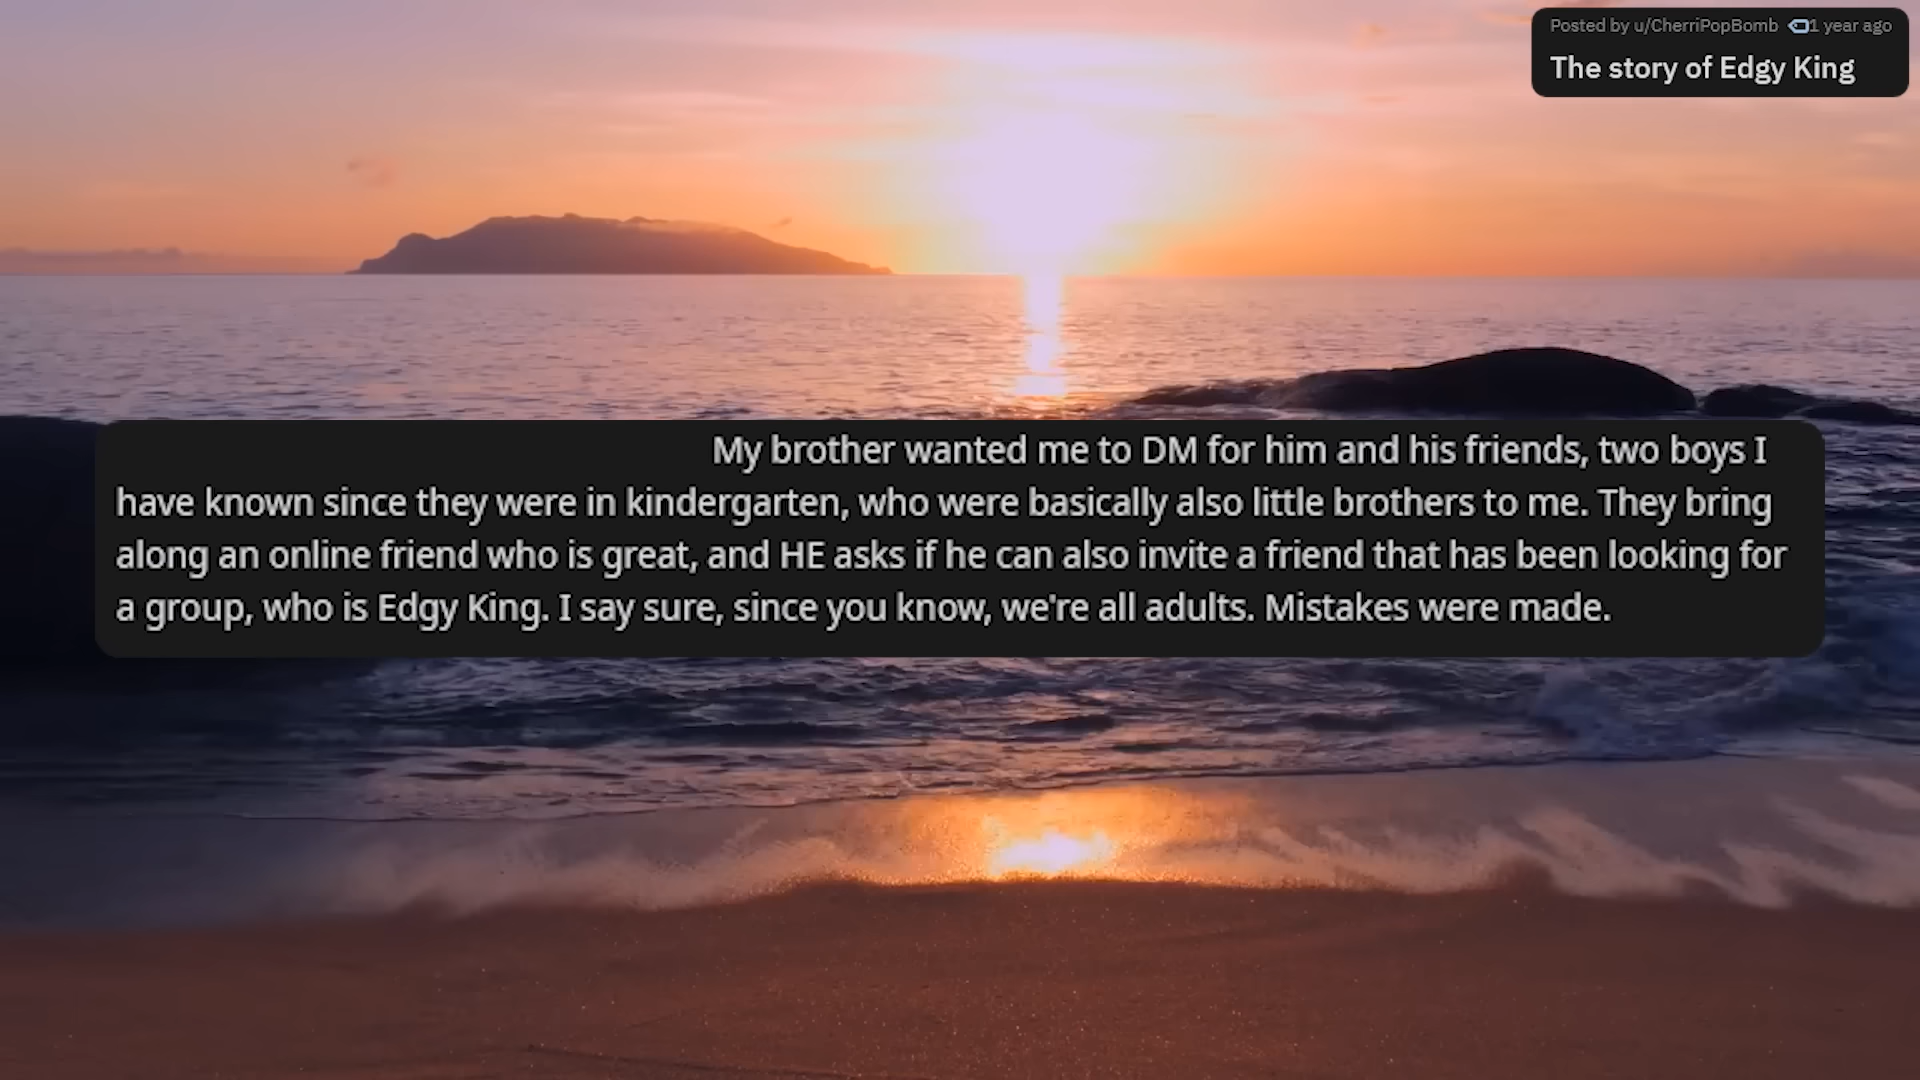 Posted by u/CherriPopBomb 1 year ago
The story of Edgy King
My brother wanted me to DM for him and his friends, two boys I
have known since they were in kindergarten, who were basically also little brothers to me. They bring
along an online friend who is great, and HE asks if he can also invite a friend that has been looking for
a group, who is Edgy King. I say sure, since you know, we're all adults. Mistakes were made.